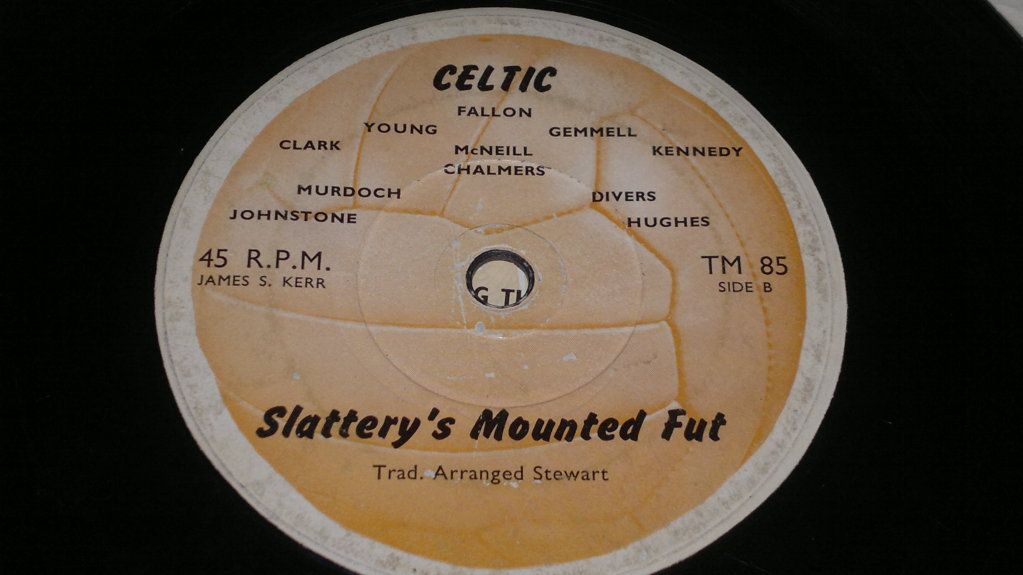 CELTIC
FALLON
YOUNG GEMMELL
CLARK McNEILL KENNEDY
CHALMERS
MURDOCH DIVERS
JOHNSTONE HUGHES
45 R.P.M. TM 85
JAMES S. KERR SIDE B
G TI
Slattery's Mounted Fut
Trad. Arranged Stewart